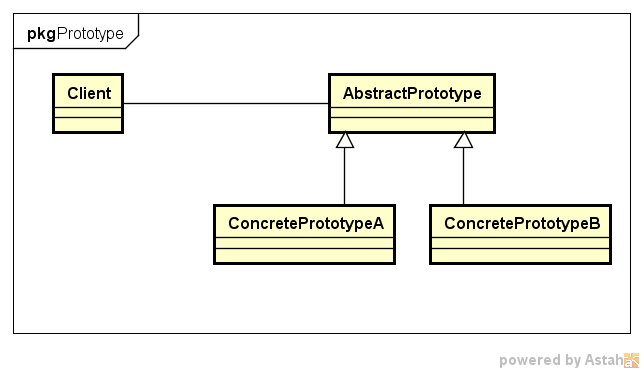 pkgPrototype
Client
AbstractPrototype
ConcretePrototypeA
ConcretePrototypeB
powered by Astah